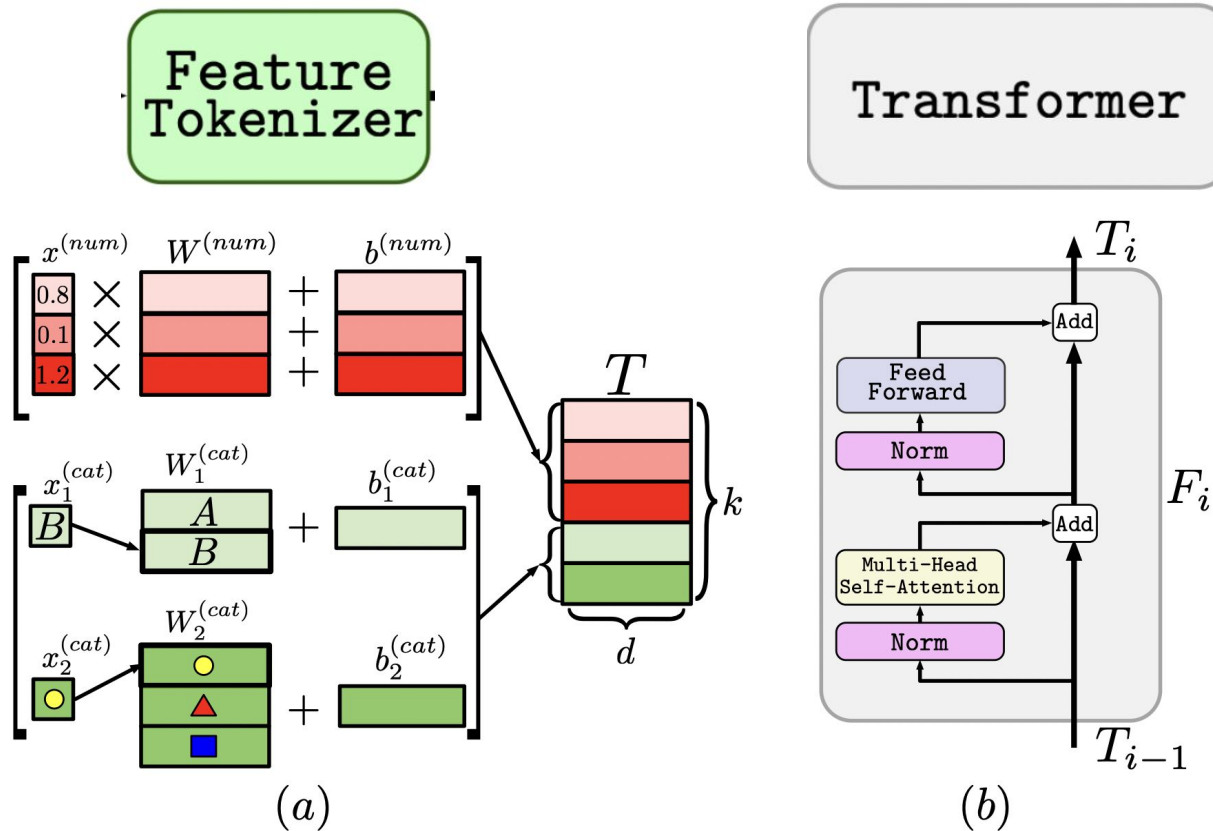 Feature
Tokenizer
Transformer
x^{(num)} W^{(num)} b^{(num)}
0.8 × +
0.1 × +
1.2 × +
T
k
d
x_1^{(cat)} W_1^{(cat)} b_1^{(cat)}
B A +
B
x_2^{(cat)} W_2^{(cat)} b_2^{(cat)}
+
(a)
T_i
Add
Feed
Forward
Norm
F_i
Add
Multi-Head
Self-Attention
Norm
T_{i-1}
(b)